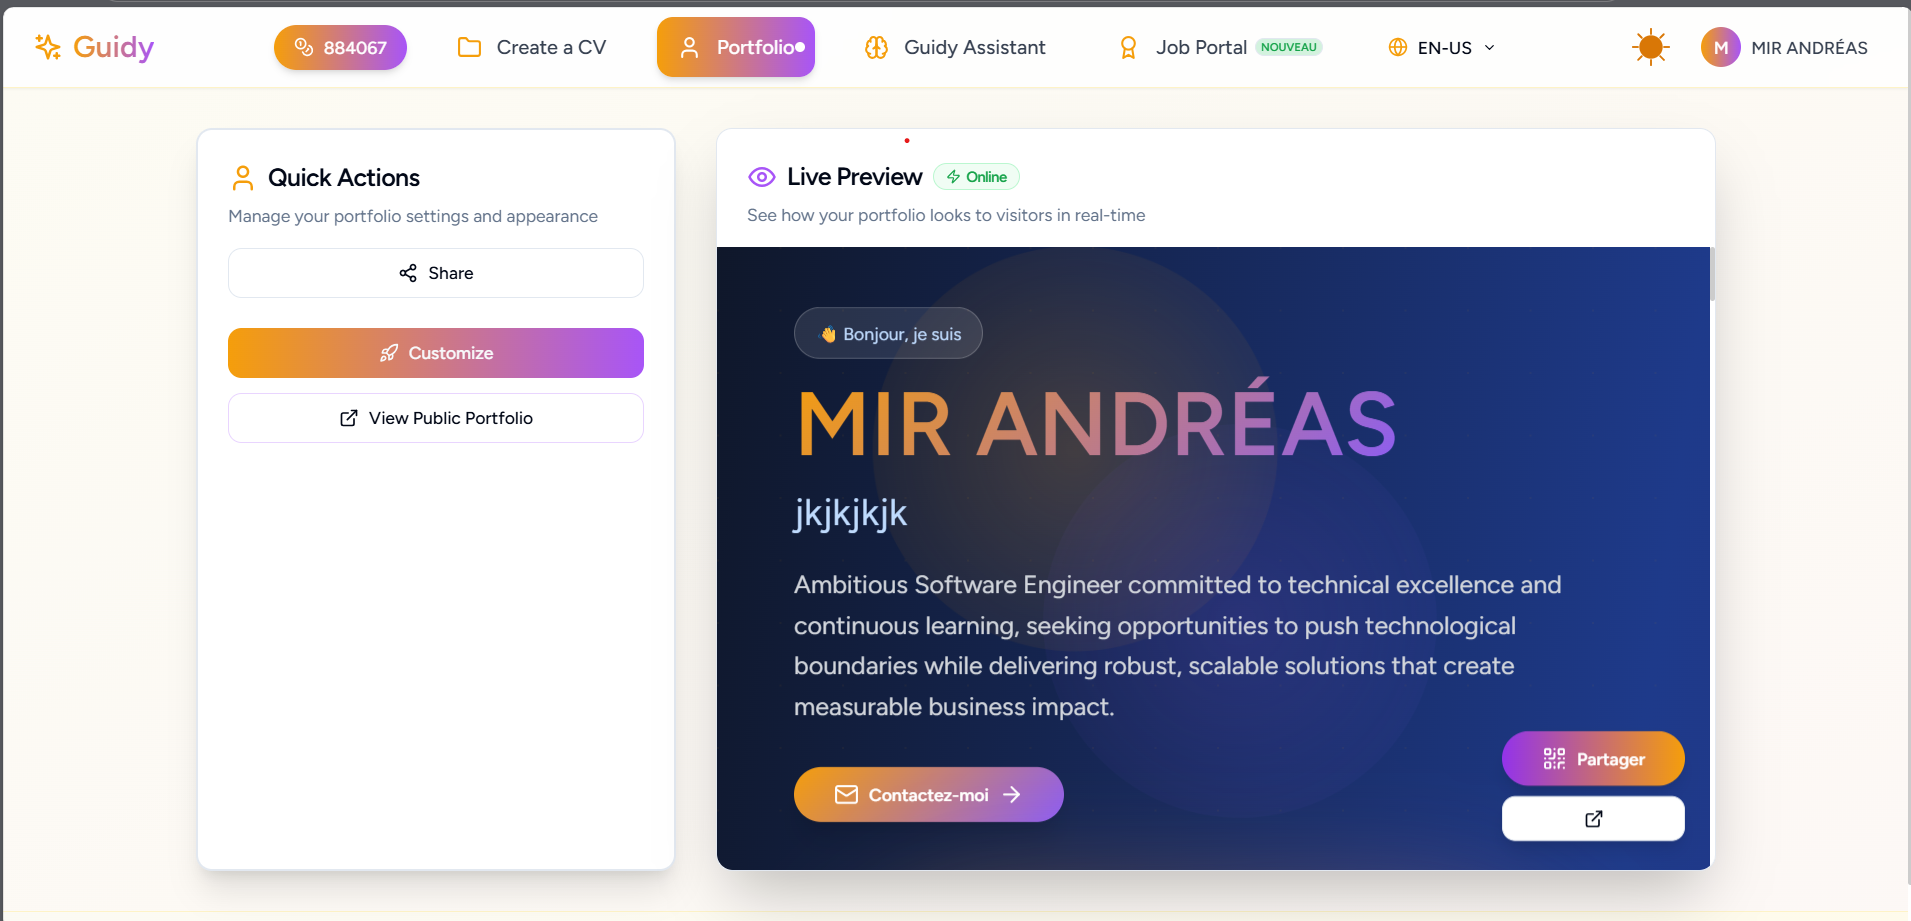 Guidy
884067
Create a CV
Portfolio
Guidy Assistant
Job Portal NOUVEAU
EN-US
M MIR ANDRÉAS
Quick Actions
Manage your portfolio settings and appearance
Share
Customize
View Public Portfolio
Live Preview Online
See how your portfolio looks to visitors in real-time
👋 Bonjour, je suis
MIR ANDRÉAS
jkjkjkjk
Ambitious Software Engineer committed to technical excellence and
continuous learning, seeking opportunities to push technological
boundaries while delivering robust, scalable solutions that create
measurable business impact.
Contactez-moi
Partager